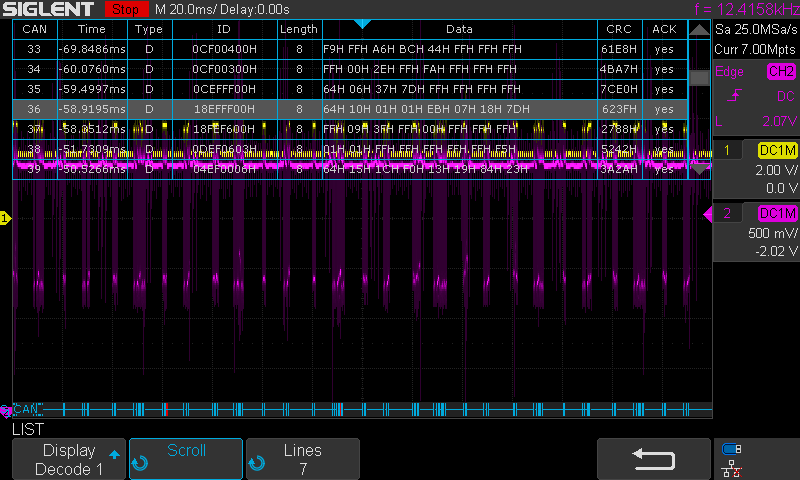 SIGLENT Stop M 20.0ms/ Delay:0.00s f = 12.4158kHz
CAN Time Type ID Length Data CRC ACK
33 -69.8486ms D 0CF00400H 8 F9H FFH A6H BCH 44H FFH FFH FFH 61E8H yes
34 -60.0760ms D 0CF00300H 8 FFH 00H 2EH FFH FAH FFH FFH FFH 4BA7H yes
35 -59.4997ms D 0CEFFF00H 8 64H 06H 37H 7DH FFH FFH FFH FFH 7CE0H yes
36 -58.9195ms D 18EFFF00H 8 64H 10H 01H 01H EBH 07H 18H 7DH 623FH yes
37 -58.3512ms D 18FEF600H 8 FFH 09H 3FH FFH 00H FFH FFH FFH 2788H yes
38 -51.7309ms D 0DEF0603H 8 01H 01H FFH FFH FFH FFH FFH F5H 5242H yes
39 D 04EF0006H 8 64H 15H 1CH F0H 15H 19H 84H 23H 3A2AH yes
Sa 25.0MSa/s
Curr 7.00Mpts
Edge CH2
DC
L 2.07V
1 DC1M
2.00 V/
0.0 V
2 DC1M
500 mV/
-2.02 V
1
CAN
LIST
Display
Decode 1
Scroll
Lines
7